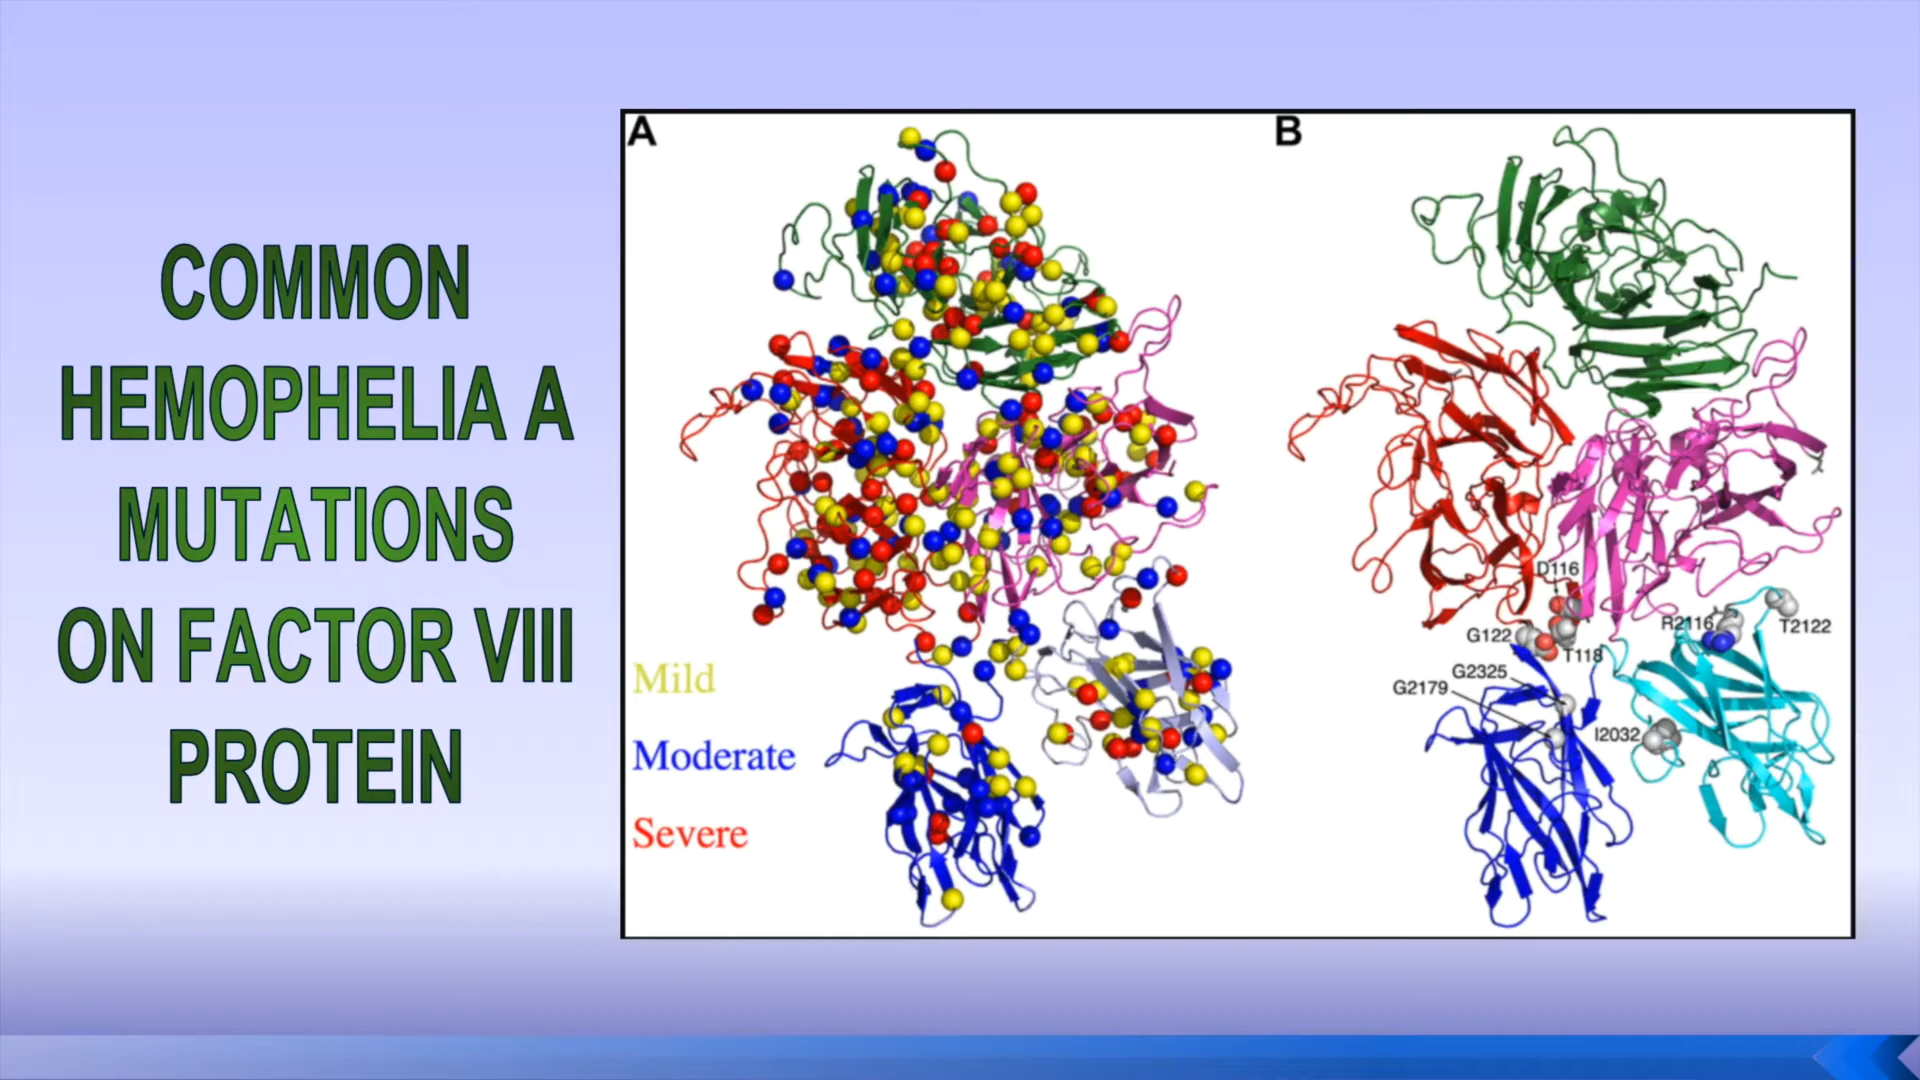 COMMON
HEMOPHELIA A
MUTATIONS
ON FACTOR VIII
PROTEIN
A
Mild
Moderate
Severe
B
D116
G122
T118
R2116
T2122
G2325
G2179
I2032